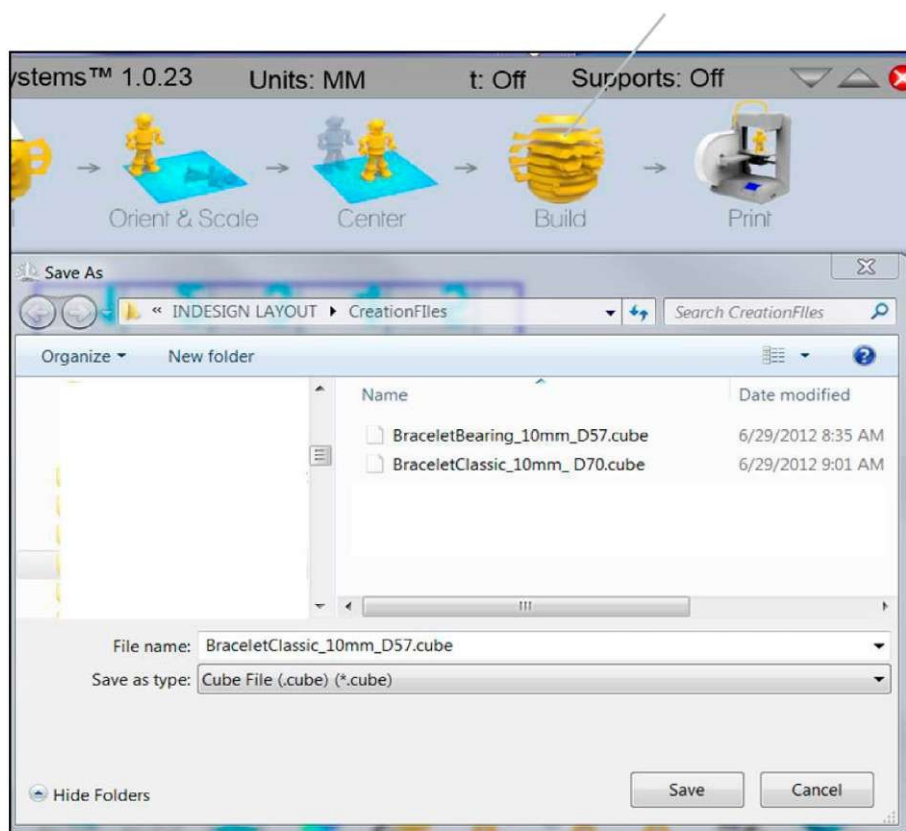 ystems™ 1.0.23 Units: MM t: Off Supports: Off
Orient & Scale Center Build Print
Save As
« INDESIGN LAYOUT CreationFIles Search CreationFIles
Organize New folder
Name Date modified
BraceletBearing_10mm_D57.cube 6/29/2012 8:35 AM
BraceletClassic_10mm_ D70.cube 6/29/2012 9:01 AM
File name: BraceletClassic_10mm_D57.cube
Save as type: Cube File (.cube) (*.cube)
Hide Folders Save Cancel